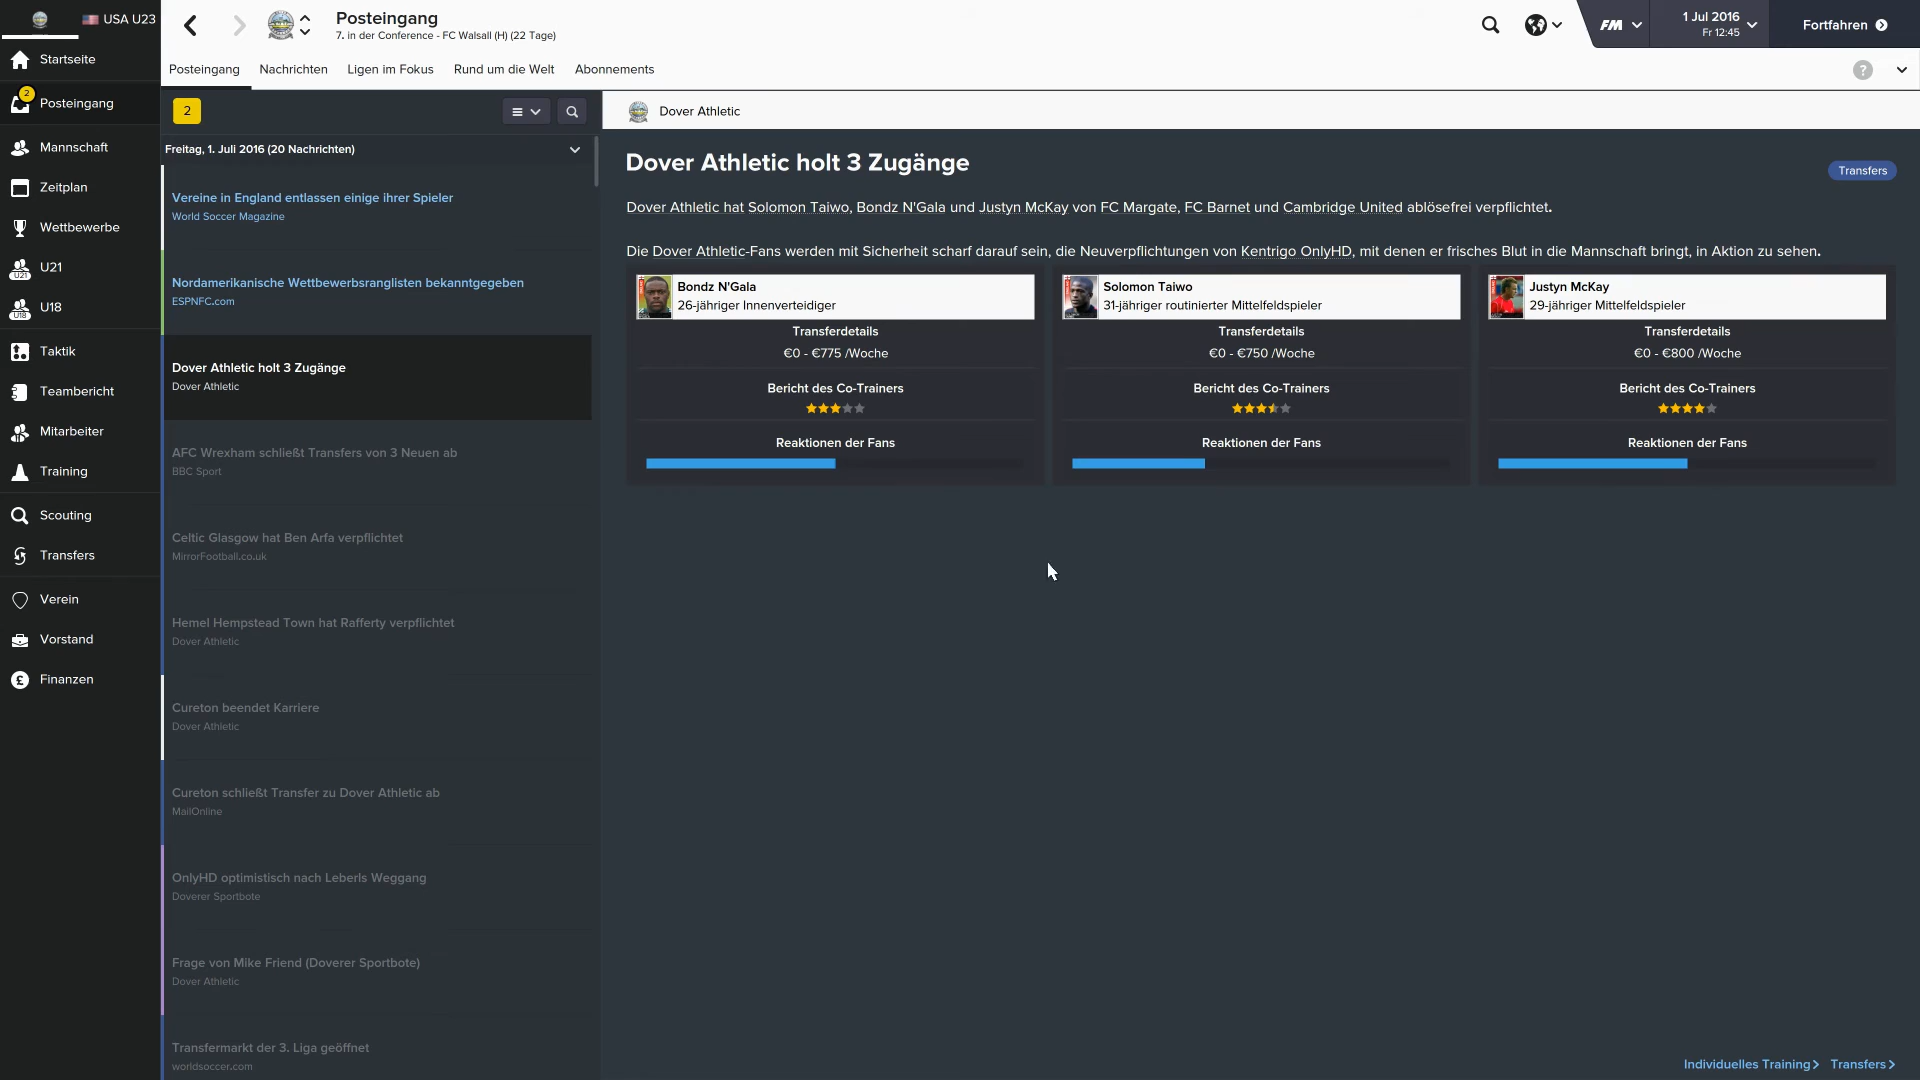 USA U23
Posteingang
7. in der Conference - FC Walsall (H) (22 Tage)
FM
1 Jul 2016
Fr 12:45
Fortfahren
Posteingang
Nachrichten
Ligen im Fokus
Rund um die Welt
Abonnements
?
Startseite
2
Posteingang
Mannschaft
Zeitplan
Wettbewerbe
U21
U21
U18
U18
Taktik
Teambericht
Mitarbeiter
Training
Scouting
Transfers
Verein
Vorstand
£
Finanzen
2
Freitag, 1. Juli 2016 (20 Nachrichten)
Vereine in England entlassen einige ihrer Spieler
World Soccer Magazine
Nordamerikanische Wettbewerbsranglisten bekanntgegeben
ESPNFC.com
Dover Athletic holt 3 Zugänge
Dover Athletic
AFC Wrexham schließt Transfers von 3 Neuen ab
BBC Sport
Celtic Glasgow hat Ben Arfa verpflichtet
MirrorFootball.co.uk
Hemel Hempstead Town hat Rafferty verpflichtet
Dover Athletic
Cureton beendet Karriere
Dover Athletic
Cureton schließt Transfer zu Dover Athletic ab
MailOnline
OnlyHD optimistisch nach Leberls Weggang
Doverer Sportbote
Frage von Mike Friend (Doverer Sportbote)
Dover Athletic
Transfermarkt der 3. Liga geöffnet
worldsoccer.com
Dover Athletic
Dover Athletic holt 3 Zugänge
Transfers
Dover Athletic hat Solomon Taiwo, Bondz N'Gala und Justyn McKay von FC Margate, FC Barnet und Cambridge United ablösefrei verpflichtet.
Die Dover Athletic-Fans werden mit Sicherheit scharf darauf sein, die Neuverpflichtungen von Kentrigo OnlyHD, mit denen er frisches Blut in die Mannschaft bringt, in Aktion zu sehen.
Bondz N'Gala
26-jähriger Innenverteidiger
Transferdetails
€0 - €775 /Woche
Bericht des Co-Trainers
Reaktionen der Fans
Solomon Taiwo
31-jähriger routinierter Mittelfeldspieler
Transferdetails
€0 - €750 /Woche
Bericht des Co-Trainers
Reaktionen der Fans
Justyn McKay
29-jähriger Mittelfeldspieler
Transferdetails
€0 - €800 /Woche
Bericht des Co-Trainers
Reaktionen der Fans
Individuelles Training
Transfers